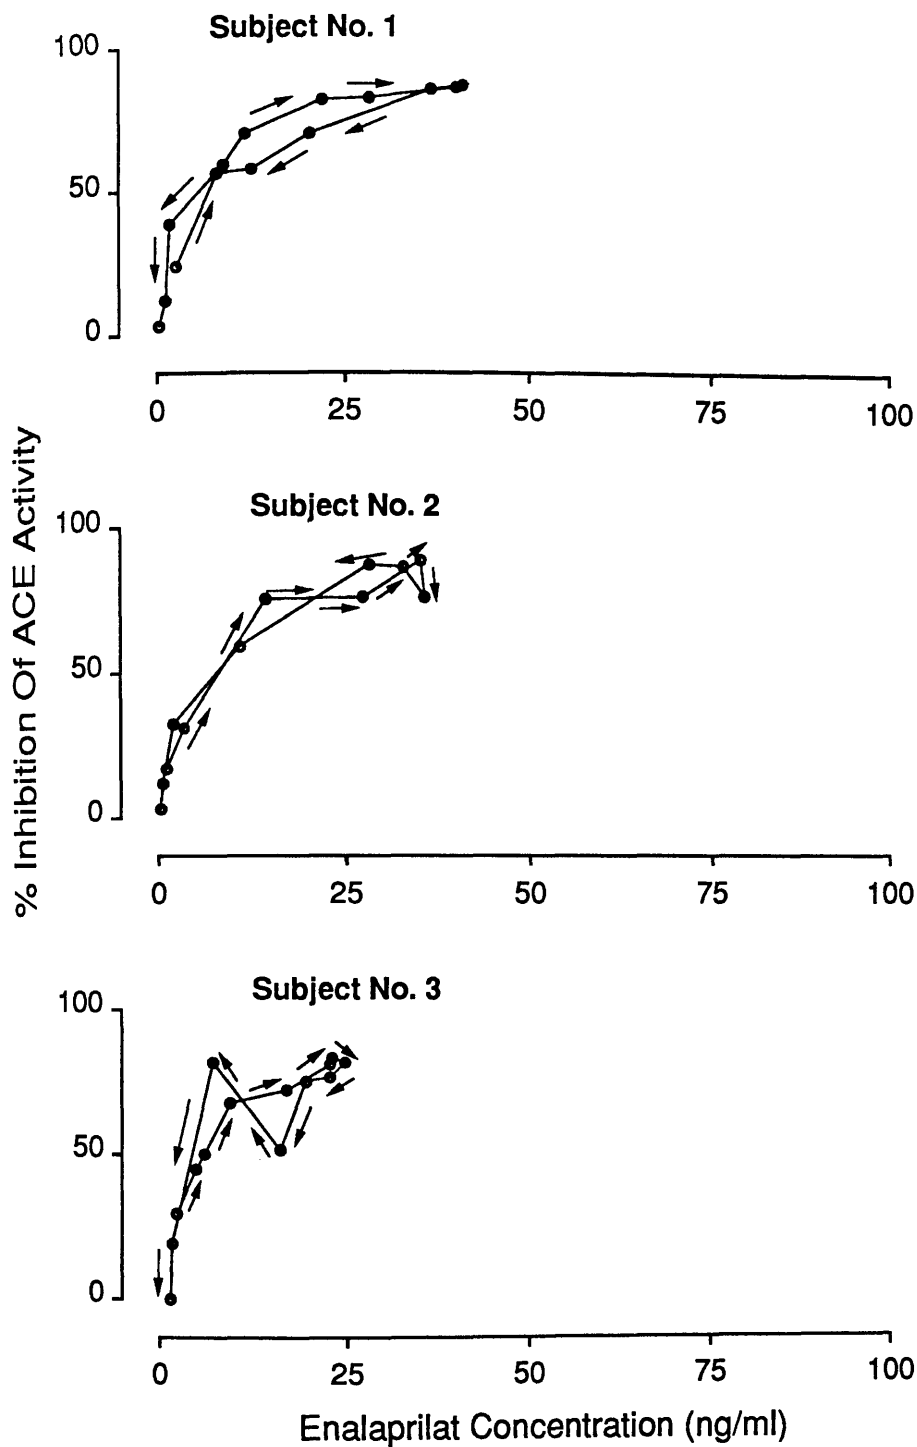 Subject No. 1
100
50
0
0 25 50 75 100
Subject No. 2
100
50
0
0 25 50 75 100
Subject No. 3
100
50
0
0 25 50 75 100
% Inhibition Of ACE Activity
Enalaprilat Concentration (ng/ml)